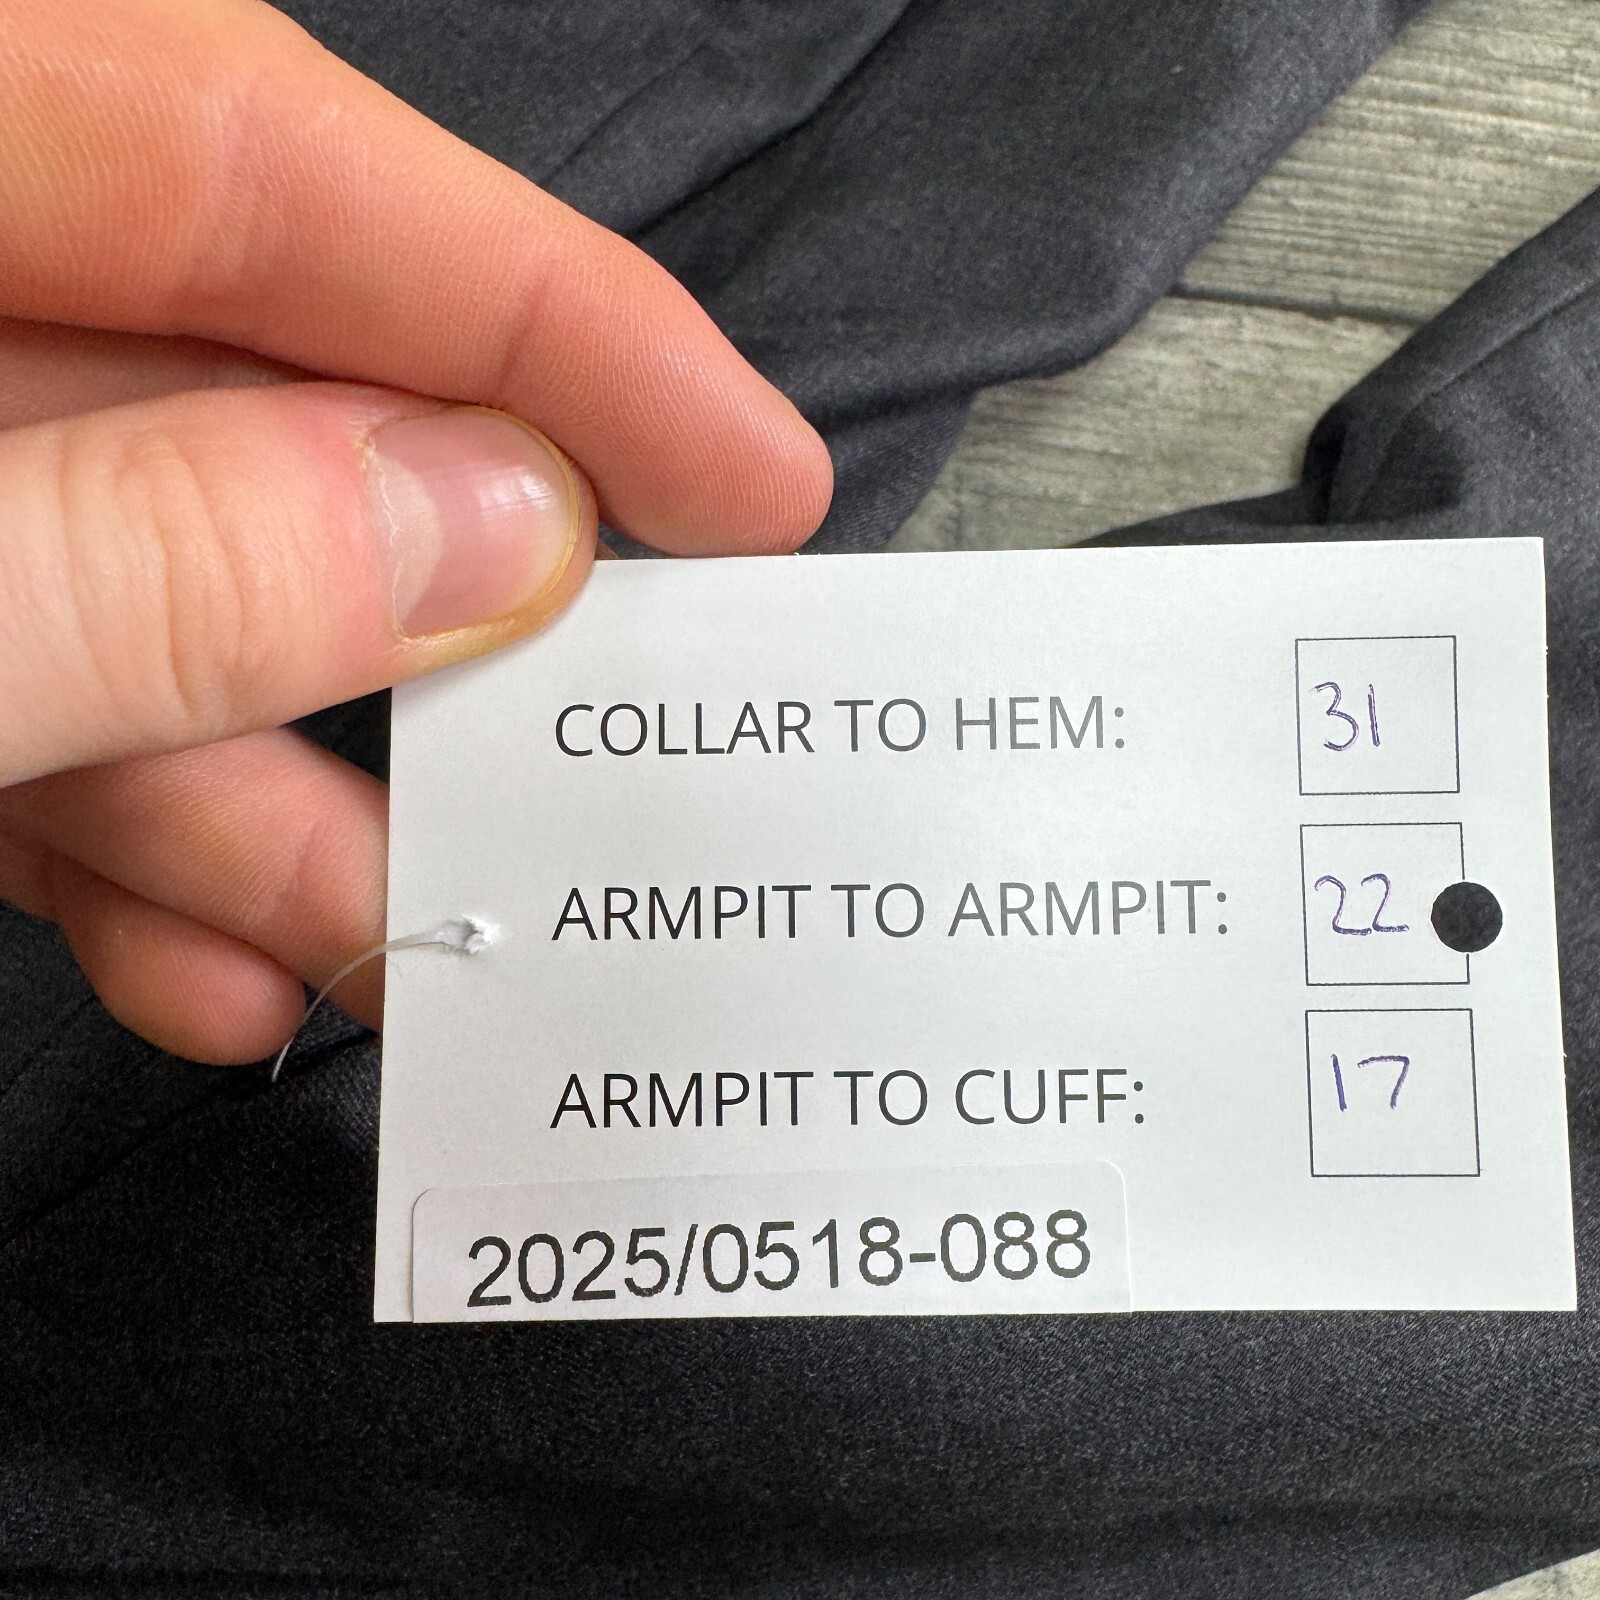 COLLAR TO HEM: 31
ARMPIT TO ARMPIT: 22
ARMPIT TO CUFF: 17
2025/0518-088